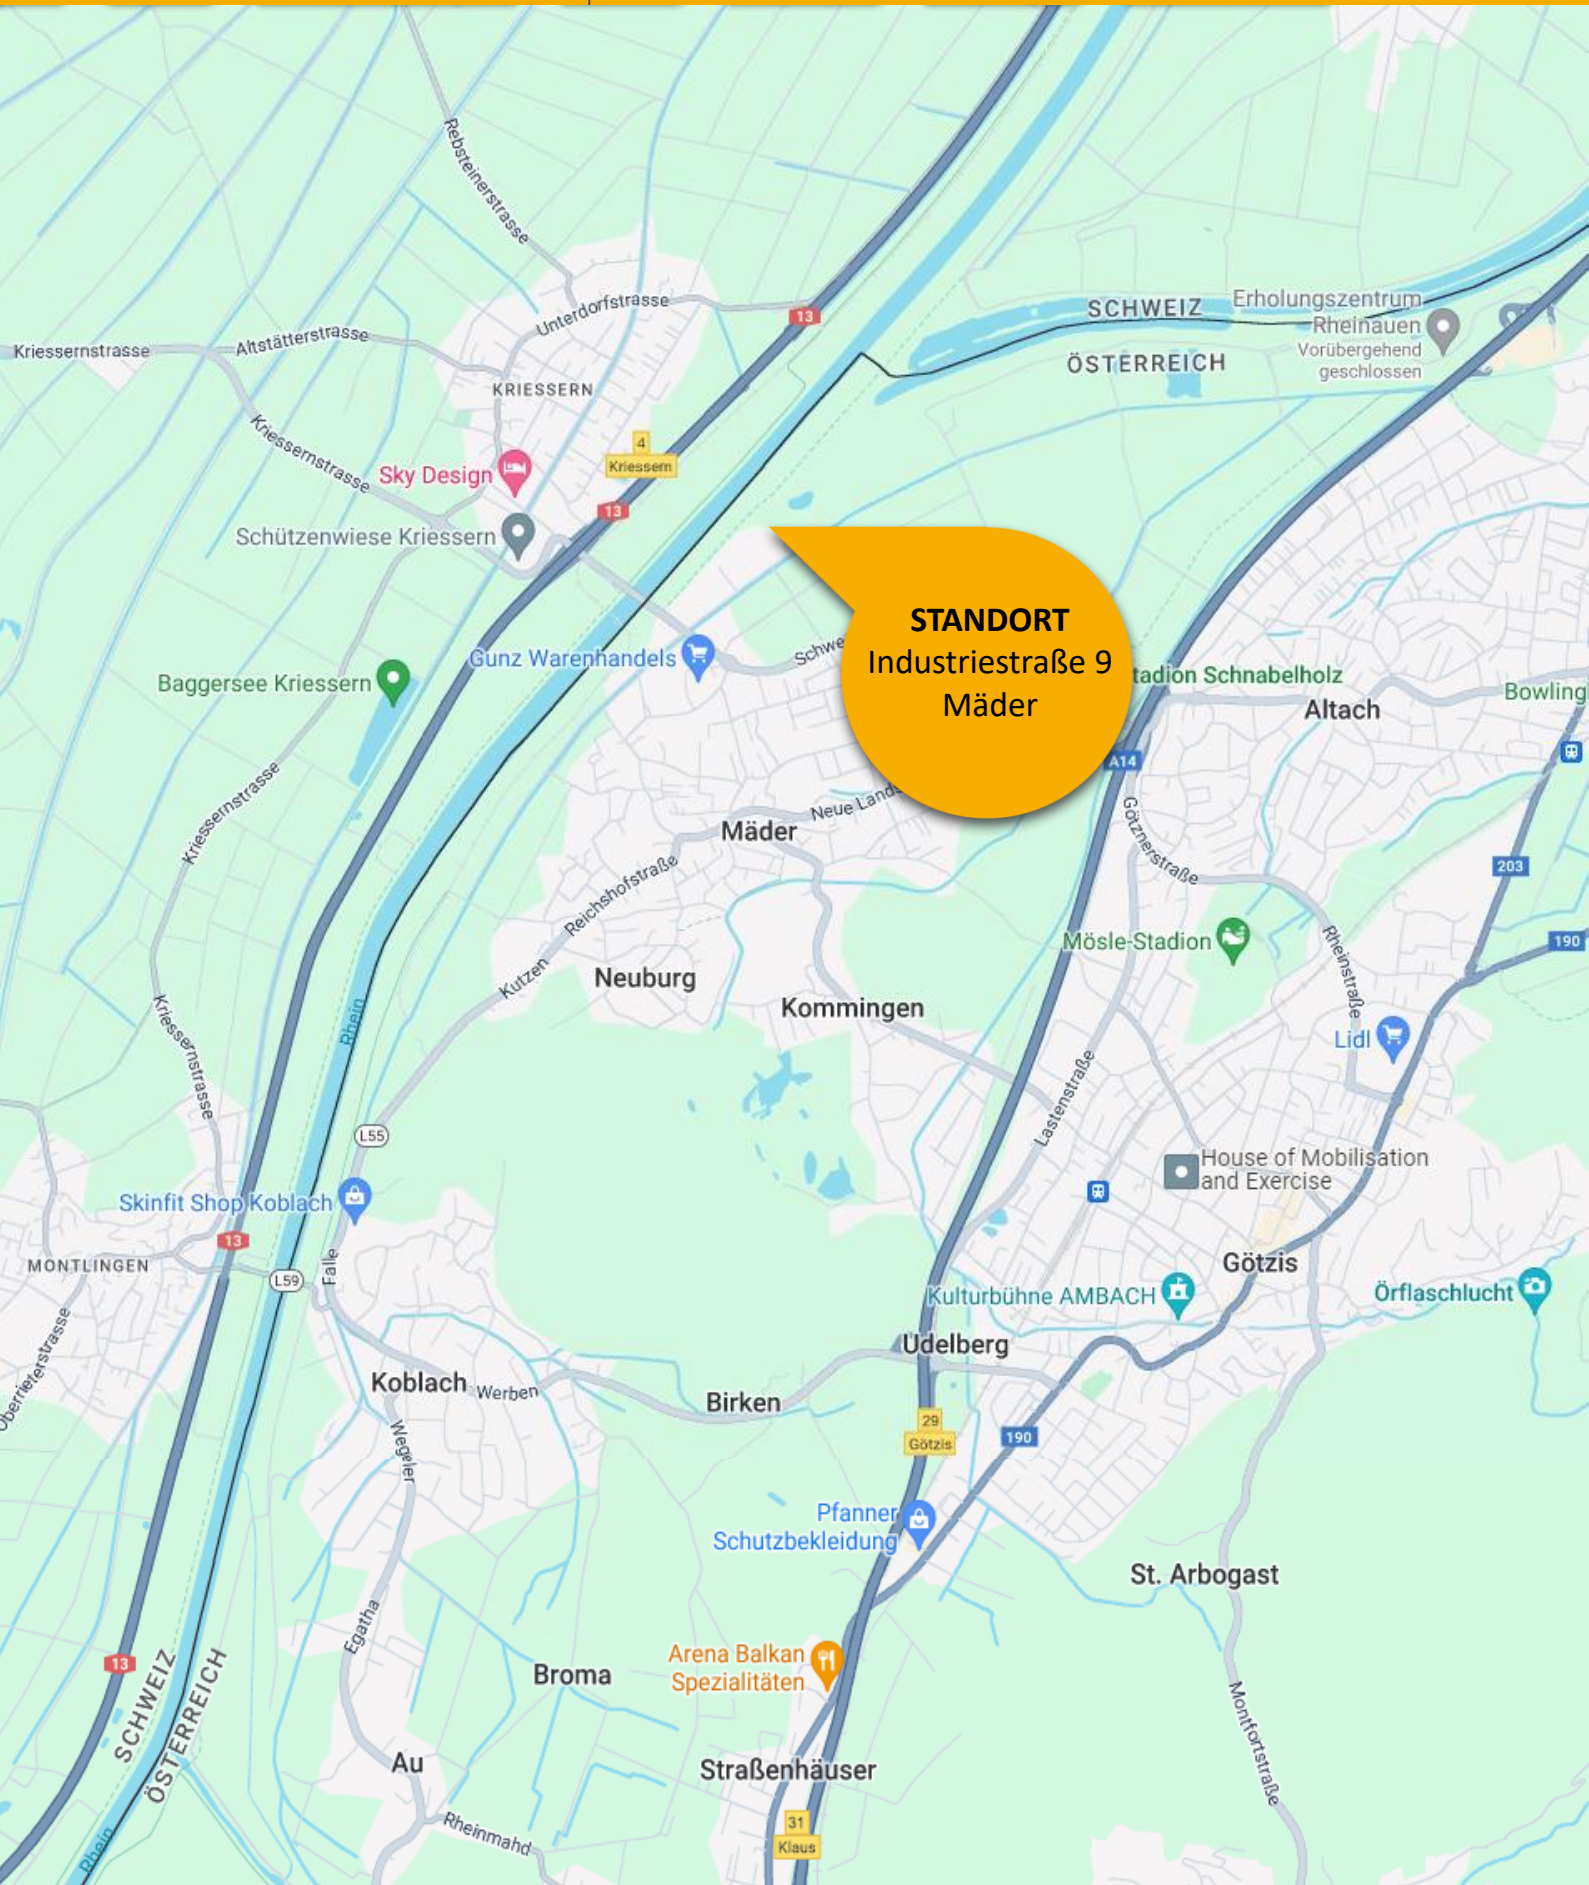 Rebsteinerstrasse
Unterdorfstrasse
13
SCHWEIZ
Erholungszentrum
Rheinauen
Vorübergehend
geschlossen
ÖSTERREICH
Kriessernstrasse
Altstätterstrasse
KRIESSERN
Kriessernstrasse
4
Kriessern
Sky Design
13
Schützenwiese Kriessern
STANDORT
Industriestraße 9
Mäder
Schwe
Gunz Warenhandels
Baggersee Kriessern
tadion Schnabelholz
Altach
Bowling
A14
Kriessernstrasse
Neue Lands
Mäder
Götznerstraße
203
Reichshofstraße
Rheinstraße
190
Mösle-Stadion
Kutzen
Neuburg
Kommingen
Rhein
Kriessernstrasse
Lidl
Lastenstraße
L55
House of Mobilisation
and Exercise
Skinfit Shop Koblach
13
MONTLINGEN
L59
Falle
Götzis
Kulturbühne AMBACH
Örflaschlucht
Oberrieterstrasse
Udelberg
Koblach
Werben
Birken
29
Götzis
190
Wegeler
Pfanner
Schutzbekleidung
St. Arbogast
Egatha
Arena Balkan
Spezialitäten
Broma
13
SCHWEIZ
ÖSTERREICH
Montfortstraße
Au
Straßenhäuser
Rheinmahd
31
Klaus
Rhein